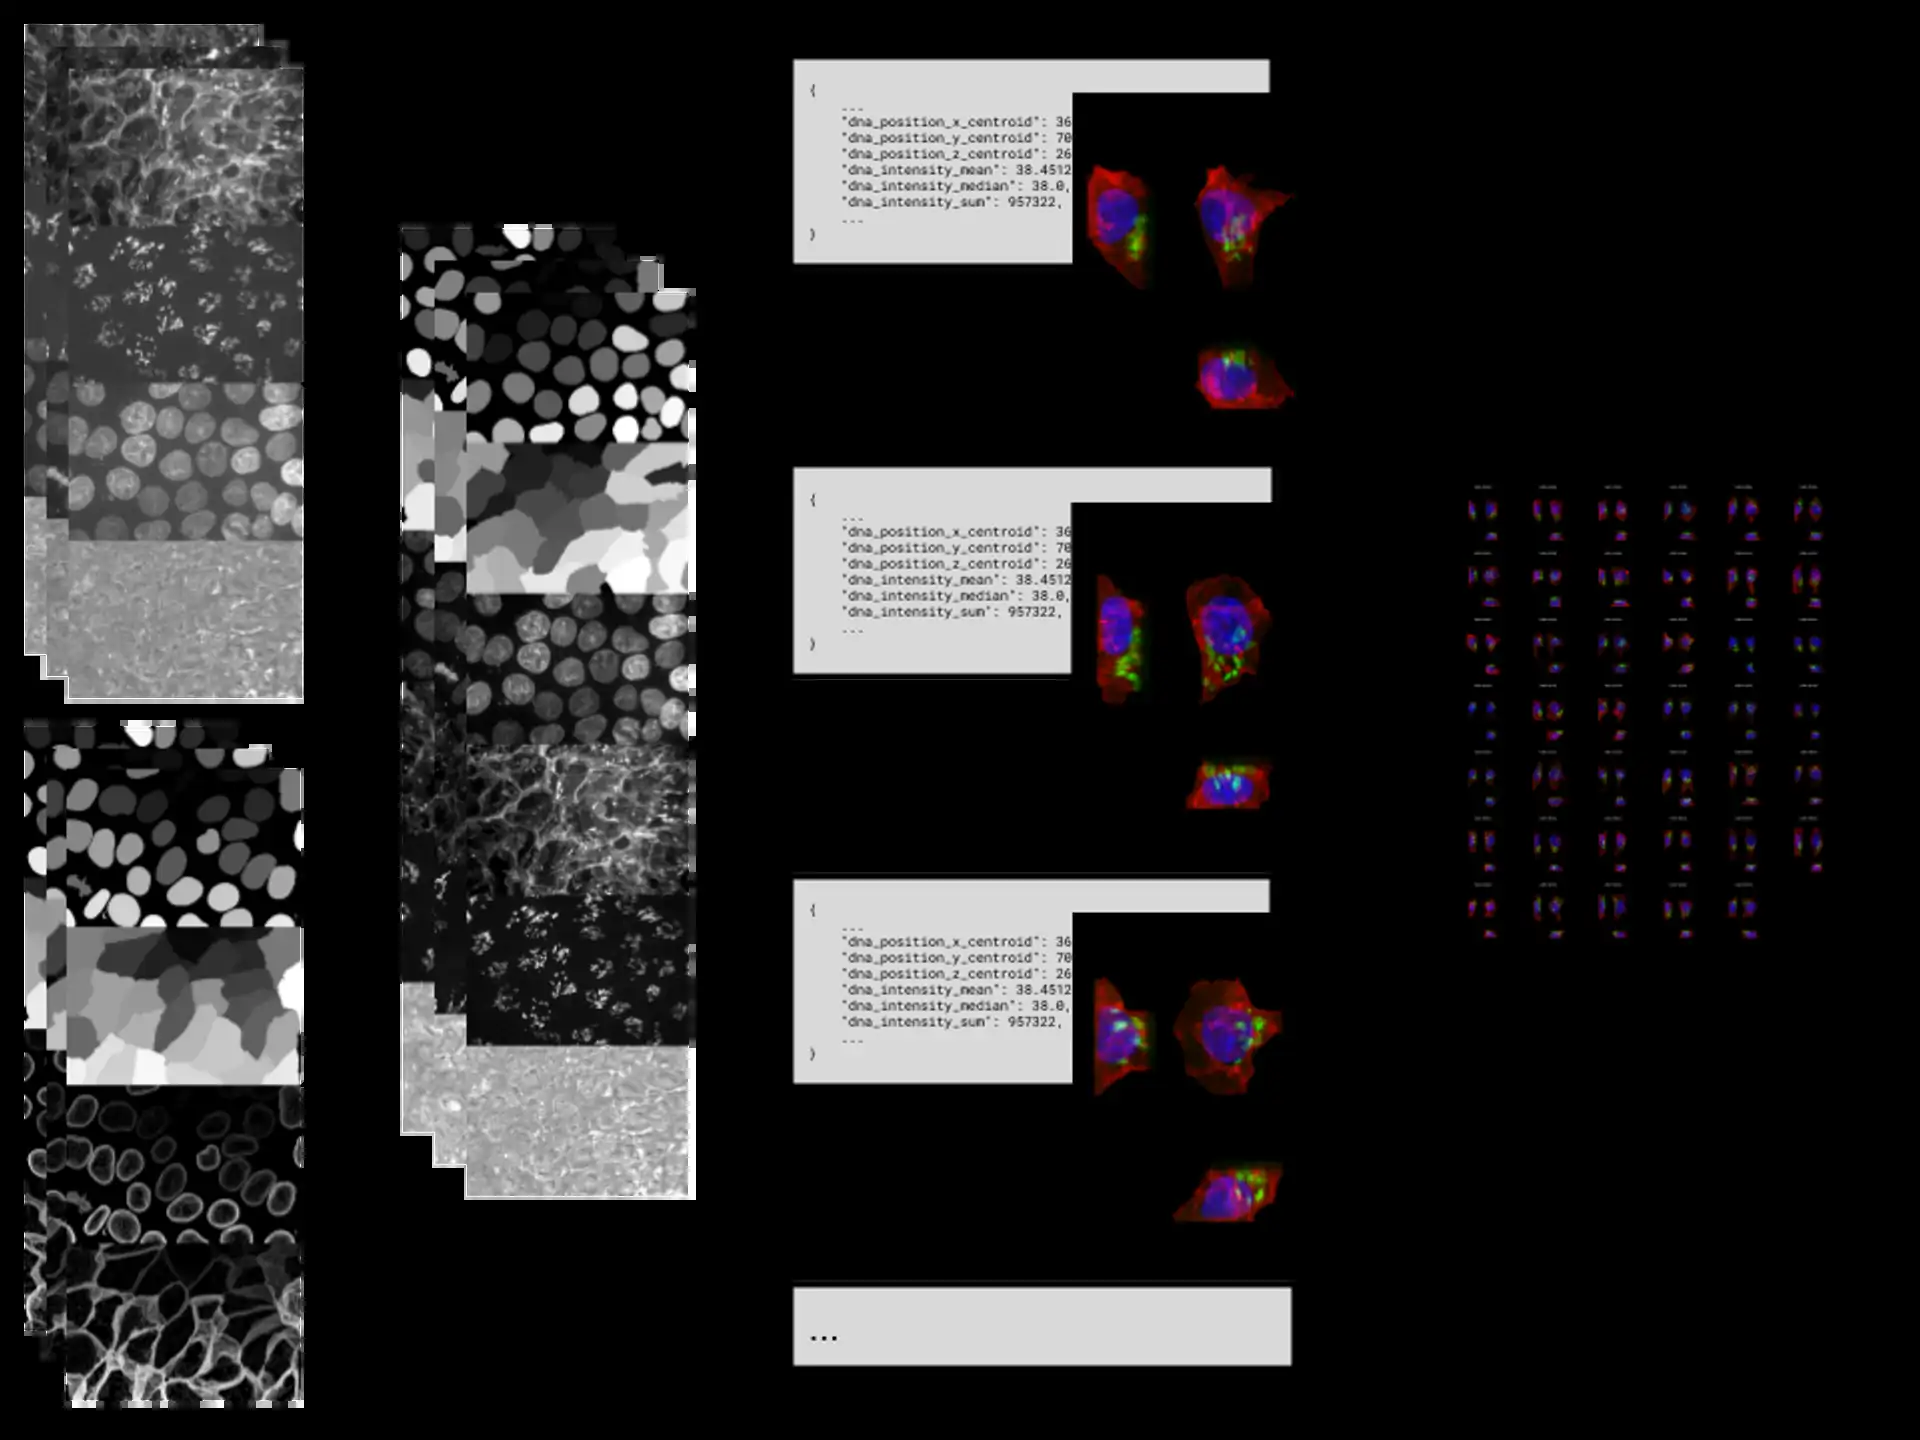 {
...
"dna_position_x_centroid": 36
"dna_position_y_centroid": 70
"dna_position_z_centroid": 26
"dna_intensity_mean": 38.4512
"dna_intensity_median": 38.0,
"dna_intensity_sum": 957322,
...
}
{
...
"dna_position_x_centroid": 36
"dna_position_y_centroid": 70
"dna_position_z_centroid": 26
"dna_intensity_mean": 38.4512
"dna_intensity_median": 38.0,
"dna_intensity_sum": 957322,
...
}
{
...
"dna_position_x_centroid": 36
"dna_position_y_centroid": 70
"dna_position_z_centroid": 26
"dna_intensity_mean": 38.4512
"dna_intensity_median": 38.0,
"dna_intensity_sum": 957322,
...
}
...